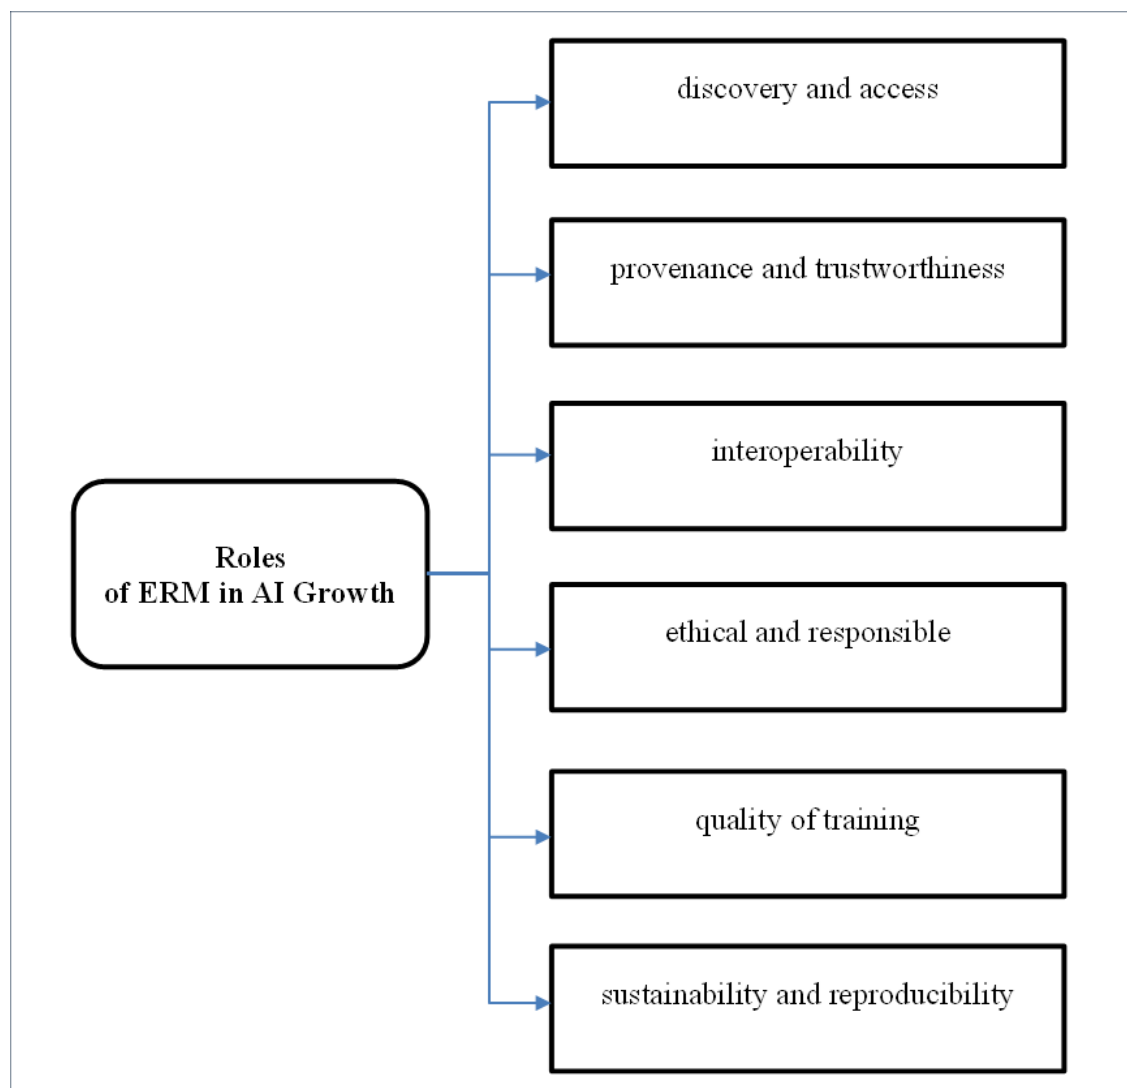 discovery and access
provenance and trustworthiness
interoperability
Roles
of ERM in AI Growth
ethical and responsible
quality of training
sustainability and reproducibility